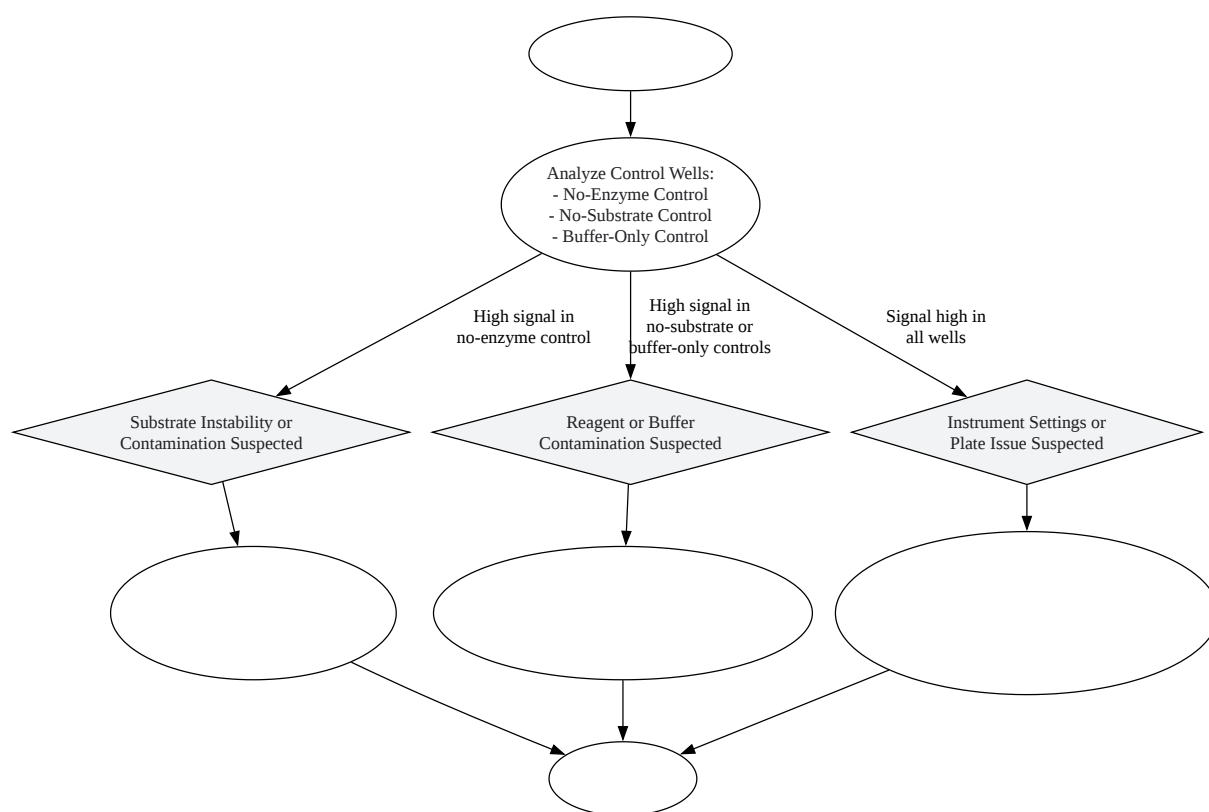 Analyze Control Wells:
- No-Enzyme Control
- No-Substrate Control
- Buffer-Only Control
High signal in
no-enzyme control
High signal in
no-substrate or
buffer-only controls
Signal high in
all wells
Substrate Instability or
Contamination Suspected
Reagent or Buffer
Contamination Suspected
Instrument Settings or
Plate Issue Suspected